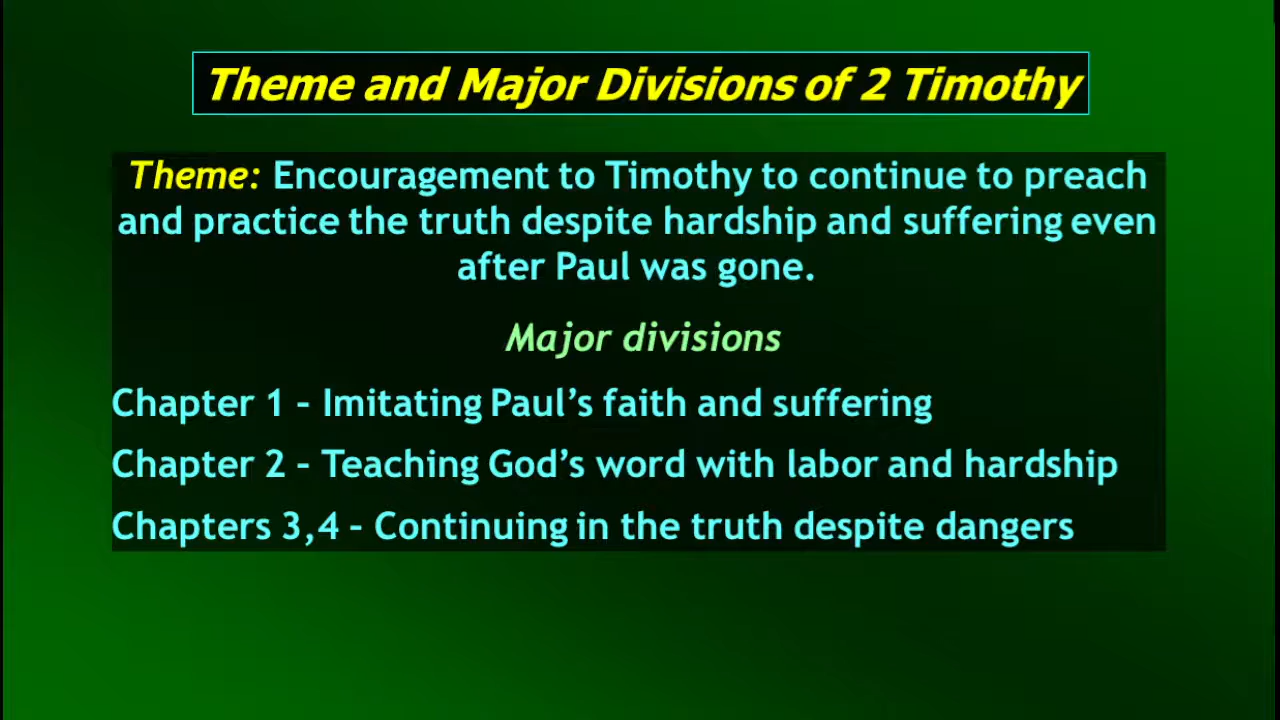 Theme and Major Divisions of 2 Timothy
Theme: Encouragement to Timothy to continue to preach
and practice the truth despite hardship and suffering even
after Paul was gone.
Major divisions
Chapter 1 – Imitating Paul’s faith and suffering
Chapter 2 – Teaching God’s word with labor and hardship
Chapters 3,4 – Continuing in the truth despite dangers